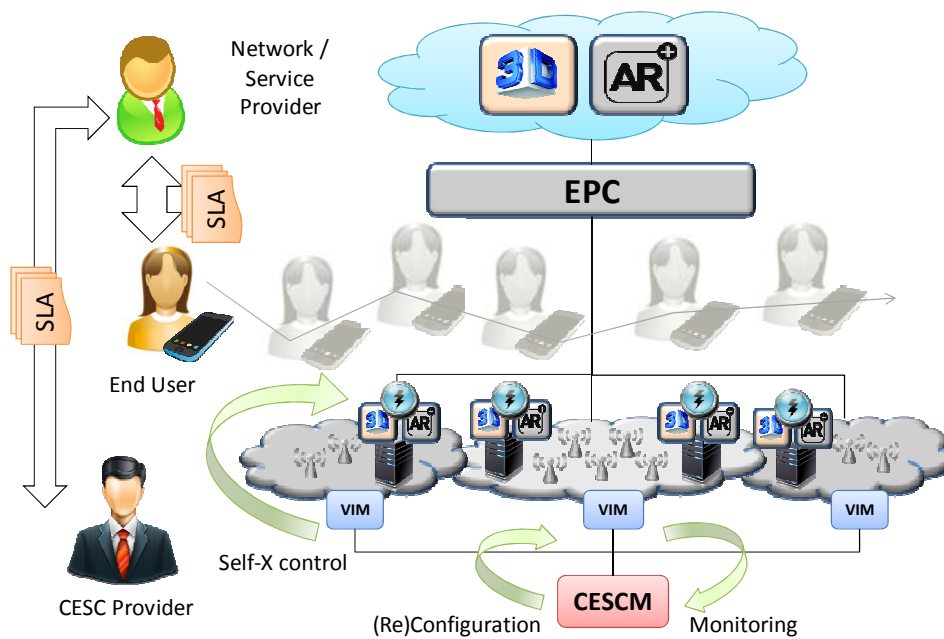 Network /
Service
Provider
3D
AR
EPC
SLA
SLA
End User
3D
AR
3D
AR
3D
AR
3D
AR
VIM
VIM
VIM
Self-X control
CESCM
CESC Provider
(Re)Configuration
Monitoring